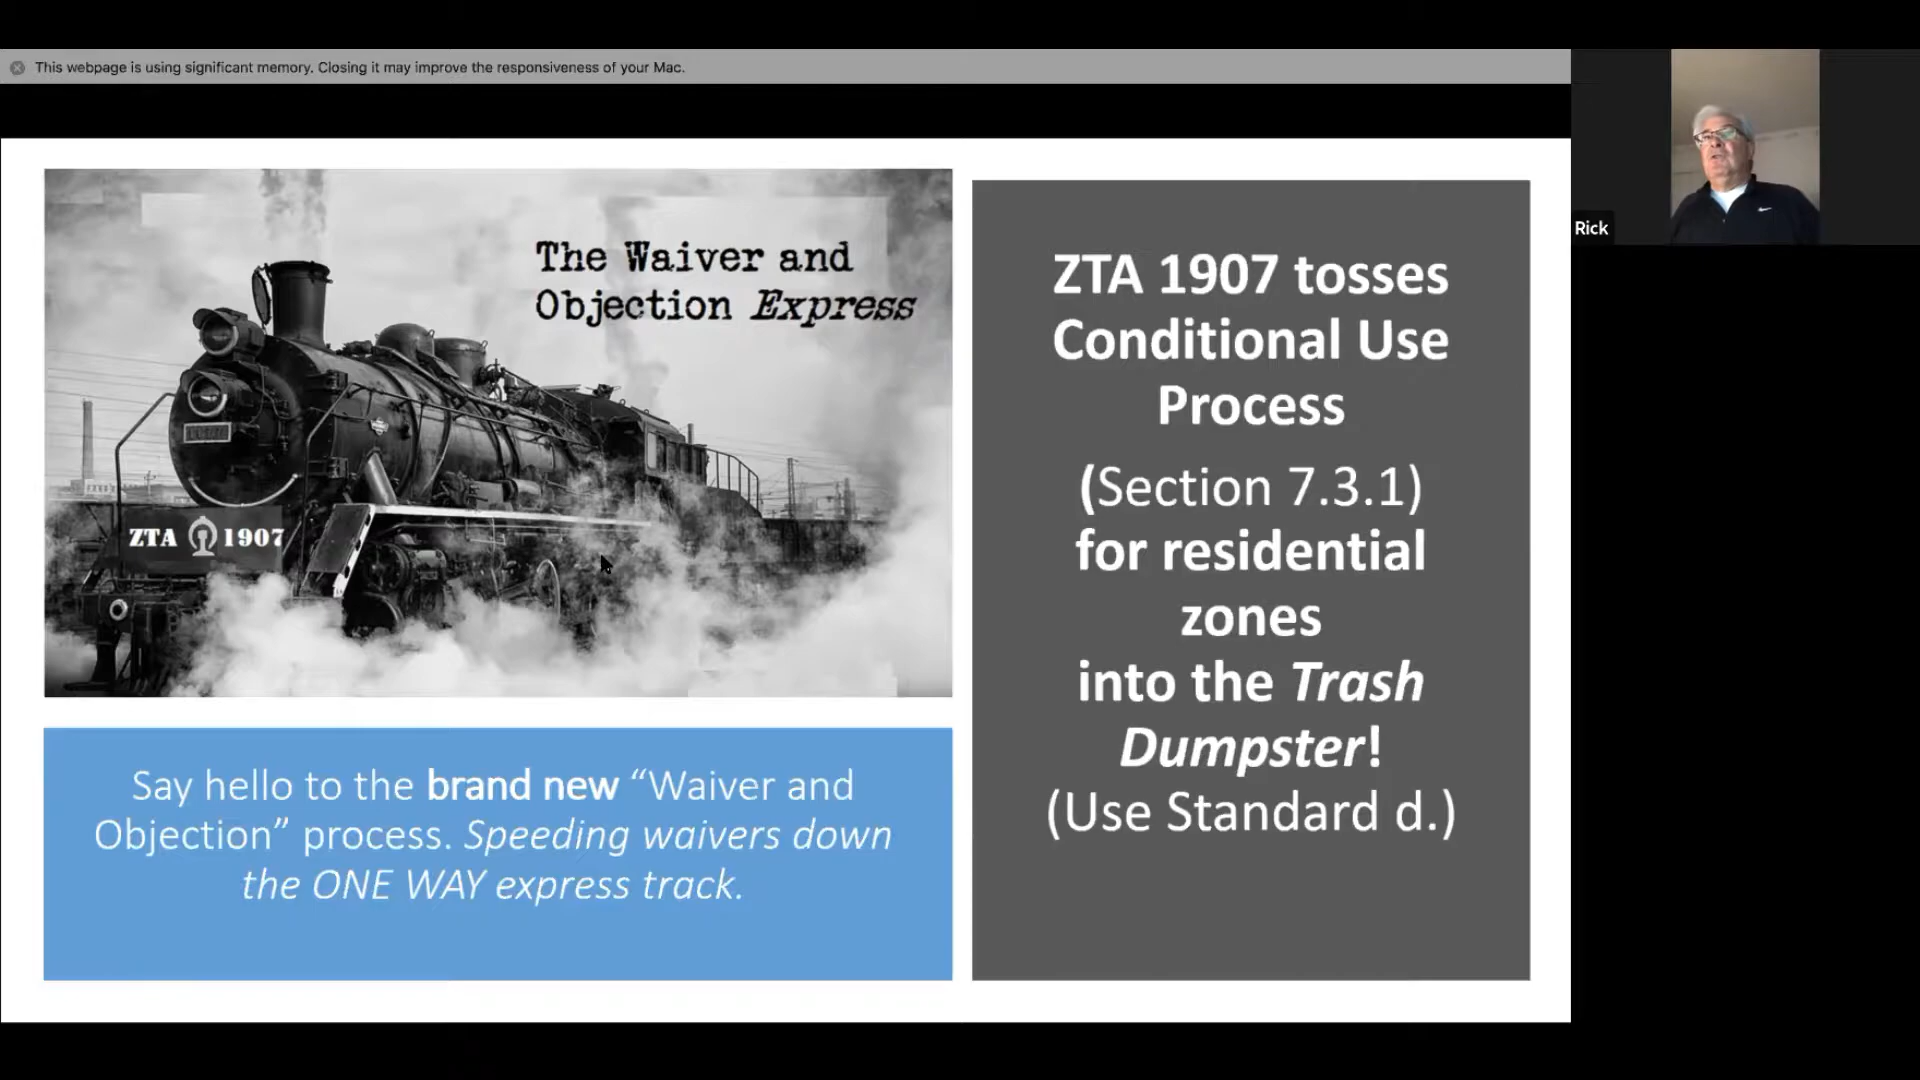 This webpage is using significant memory. Closing it may improve the responsiveness of your Mac.
The Waiver and
Objection Express
ZTA 1907
Say hello to the brand new “Waiver and
Objection” process. Speeding waivers down
the ONE WAY express track.
ZTA 1907 tosses
Conditional Use
Process
(Section 7.3.1)
for residential
zones
into the Trash
Dumpster!
(Use Standard d.)
Rick